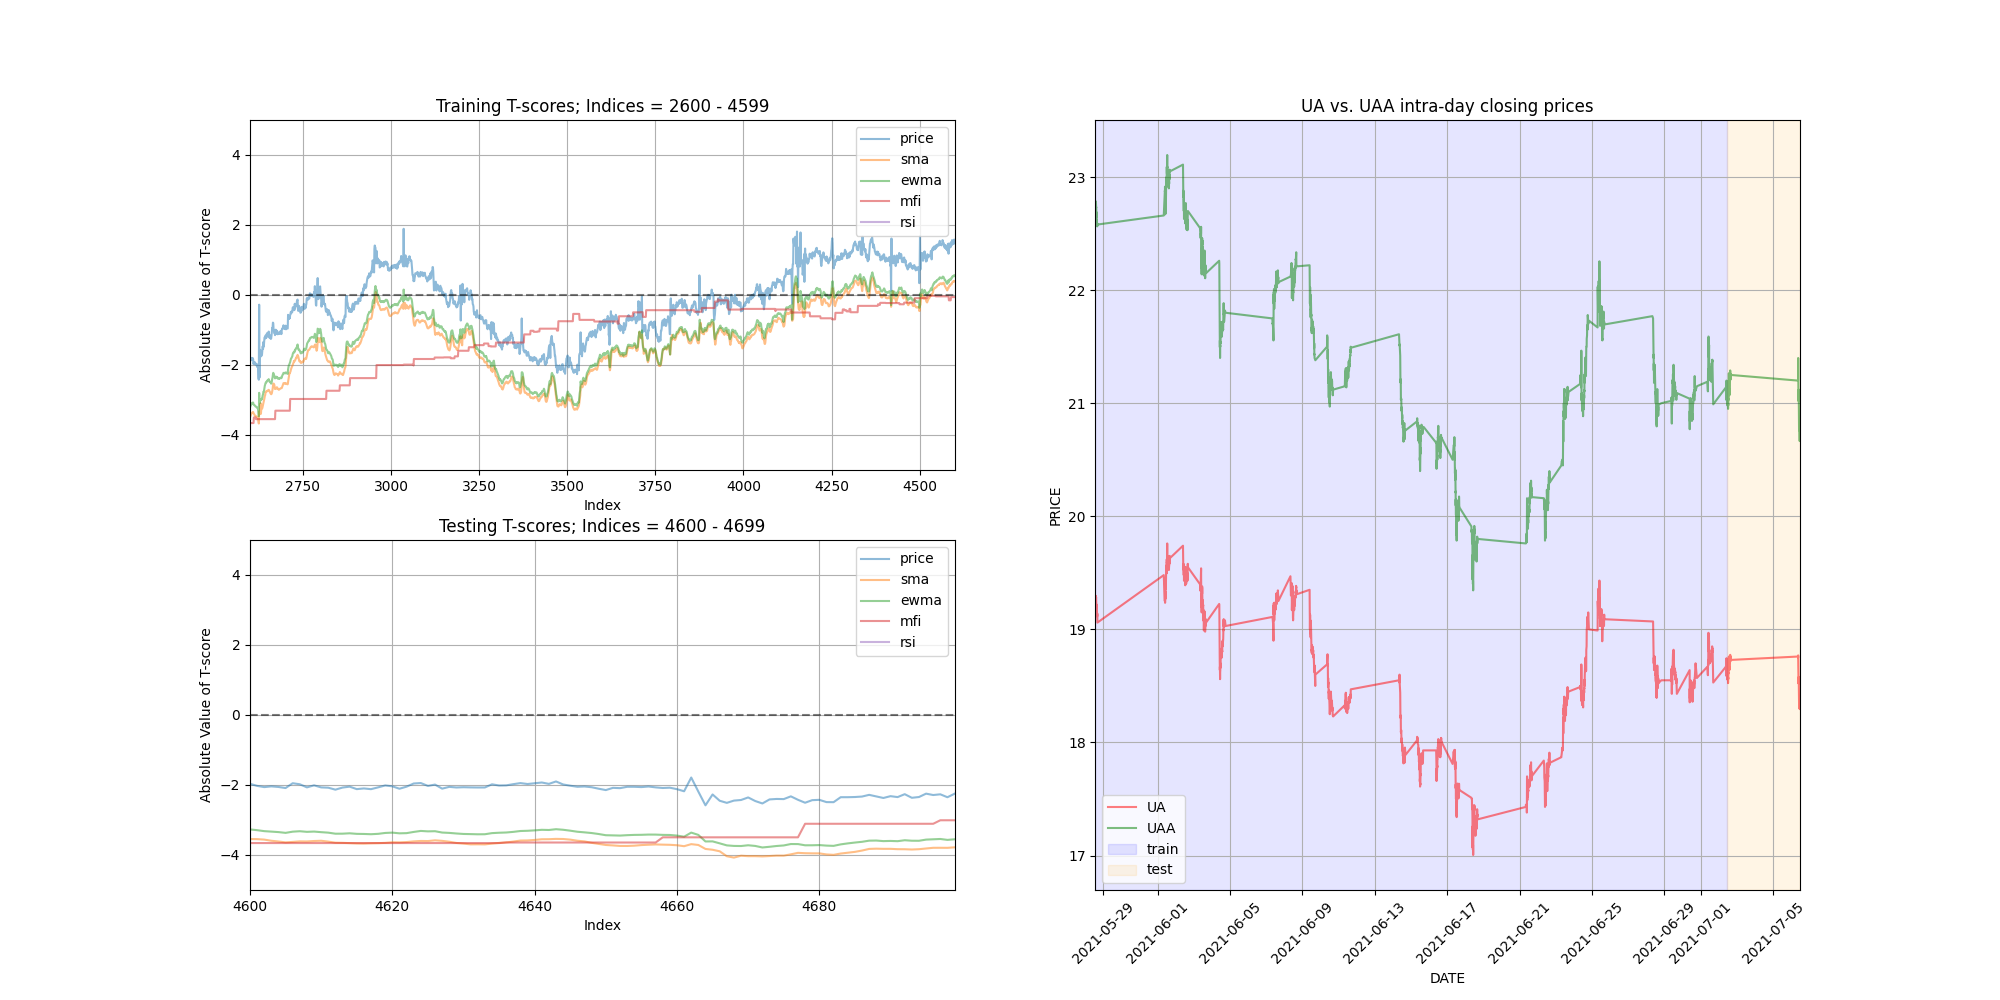 Training T-scores; Indices = 2600 - 4599
Absolute Value of T-score
4
2
0
−2
−4
price
sma
ewma
mfi
rsi
2750 3000 3250 3500 3750 4000 4250 4500
Index
Testing T-scores; Indices = 4600 - 4699
Absolute Value of T-score
4
2
0
−2
−4
price
sma
ewma
mfi
rsi
4600 4620 4640 4660 4680
Index
UA vs. UAA intra-day closing prices
PRICE
23
22
21
20
19
18
17
UA
UAA
train
test
2021-05-29 2021-06-01 2021-06-05 2021-06-09 2021-06-13 2021-06-17 2021-06-21 2021-06-25 2021-06-29 2021-07-01 2021-07-05
DATE